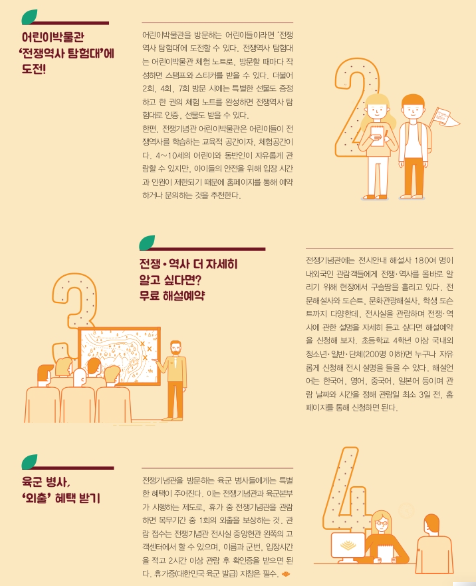 어린이박물관
‘전쟁역사 탐험대’에
도전!
어린이박물관을 방문하는 어린이들이라면 ‘전쟁
역사 탐험대’에 도전할 수 있다. 전쟁역사 탐험대
는 어린이박물관 체험 노트로, 방문할 때마다 작
성하면 스탬프와 스티커를 받을 수 있다. 더불어
2회, 4회, 7회 방문 시에는 특별한 선물도 증정
하고 한 권의 체험 노트를 완성하면 전쟁역사 탐
험대로 인증, 선물도 받을 수 있다.
한편, 전쟁기념관 어린이박물관은 어린이들이 전
쟁역사를 학습하는 교육적 공간이자, 체험공간이
다. 4~10세의 어린이와 동반인이 자유롭게 관
람할 수 있지만, 아이들의 안전을 위해 입장 시간
과 인원이 제한되기 때문에 홈페이지를 통해 예약
하거나 문의하는 것을 추천한다.
2
전쟁·역사 더 자세히
알고 싶다면?
무료 해설예약
전쟁기념관에는 전시안내 해설사 180여 명이
내외국인 관람객들에게 전쟁·역사를 올바로 알
리기 위해 현장에서 구슬땀을 흘리고 있다. 전
문해설사와 도슨트, 문화관광해설사, 학생 도슨
트까지 다양한데, 전시실을 관람하며 전쟁·역
사에 관한 설명을 자세히 듣고 싶다면 해설예약
을 신청해 보자. 초등학교 4학년 이상 국내외
청소년·일반·단체(200명 이하)면 누구나 자유
롭게 신청해 전시 설명을 들을 수 있다. 해설언
어는 한국어, 영어, 중국어, 일본어 등이며 관
람 날짜와 시간을 정해 관람일 최소 3일 전, 홈
페이지를 통해 신청하면 된다.
3
육군 병사,
‘외출’ 혜택 받기
전쟁기념관을 방문하는 육군 병사들에게는 특별
한 혜택이 주어진다. 이는 전쟁기념관과 육군본부
가 시행하는 제도로, 휴가 중 전쟁기념관을 관람
하면 복무기간 중 1회의 외출을 보상하는 것. 관
람 접수는 전쟁기념관 전시실 중앙현관 왼쪽의 고
객센터에서 할 수 있으며, 이름과 군번, 입장시간
을 적고 2시간 이상 관람 후 확인증을 받으면 된
다. 휴가증(대한민국 육군 발급) 지참은 필수.
4